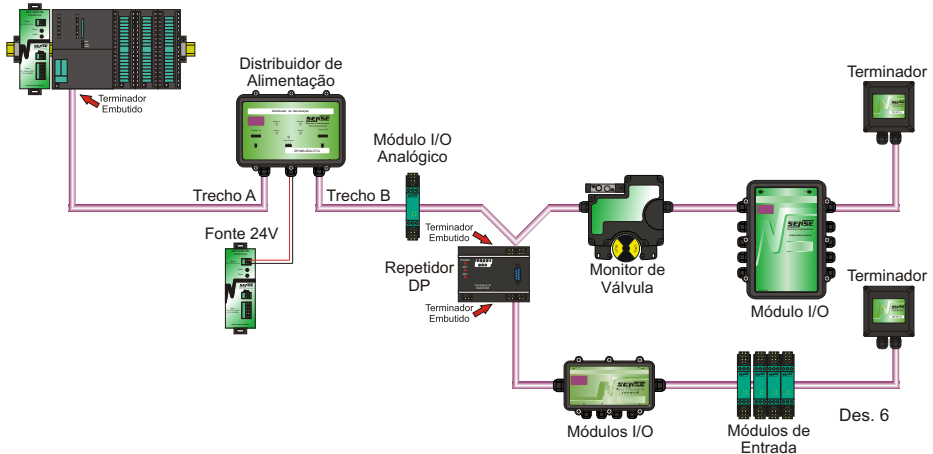 Terminador
Embutido
Distribuidor de
Alimentação
SENSE
Trecho A
Fonte 24V
Trecho B
Módulo I/O
Analógico
Terminador
Embutido
Repetidor
DP
Terminador
Embutido
Monitor de
Válvula
SENSE
Módulo I/O
Terminador
Terminador
SENSE
Módulos I/O
Módulos de
Entrada
Des. 6